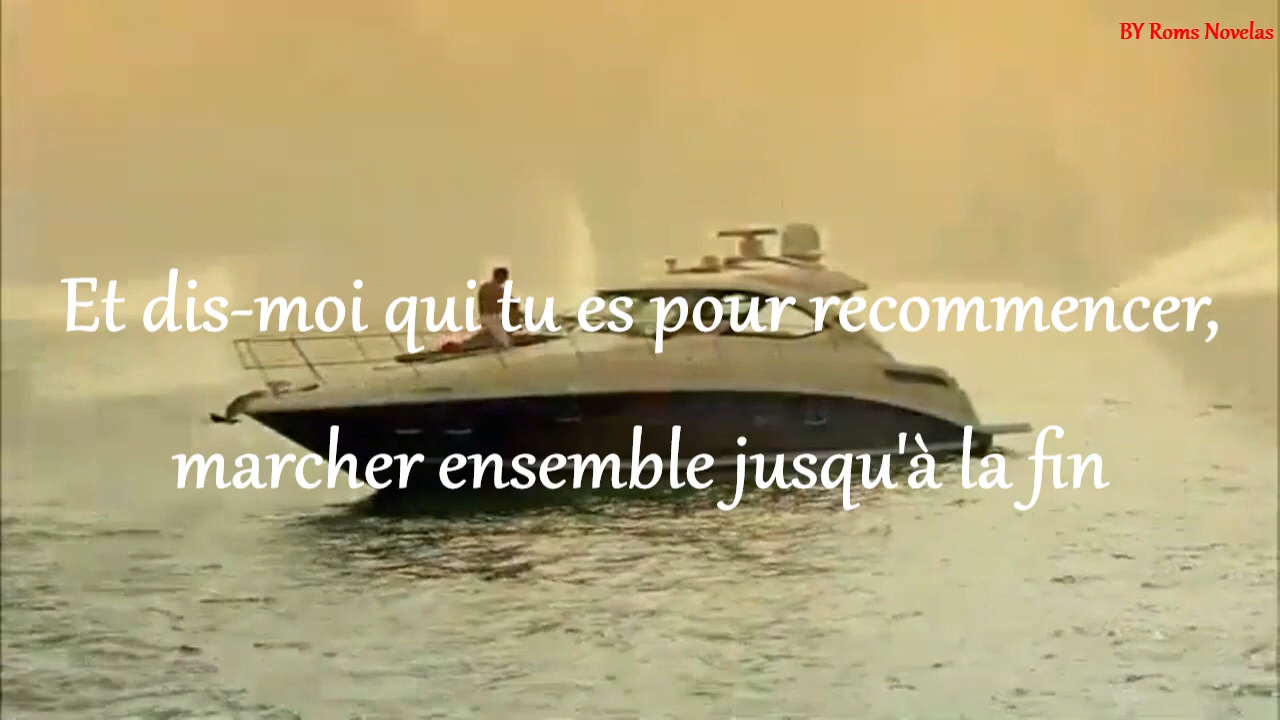 BY Roms Novelas
Et dis-moi qui tu es pour recommencer,
marcher ensemble jusqu'à la fin